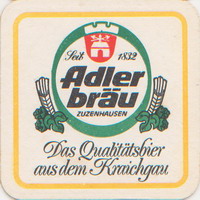 Seit 1832
Adler
bräu
ZUZENHAUSEN
Das Qualitätsbier
aus dem Kraichgau